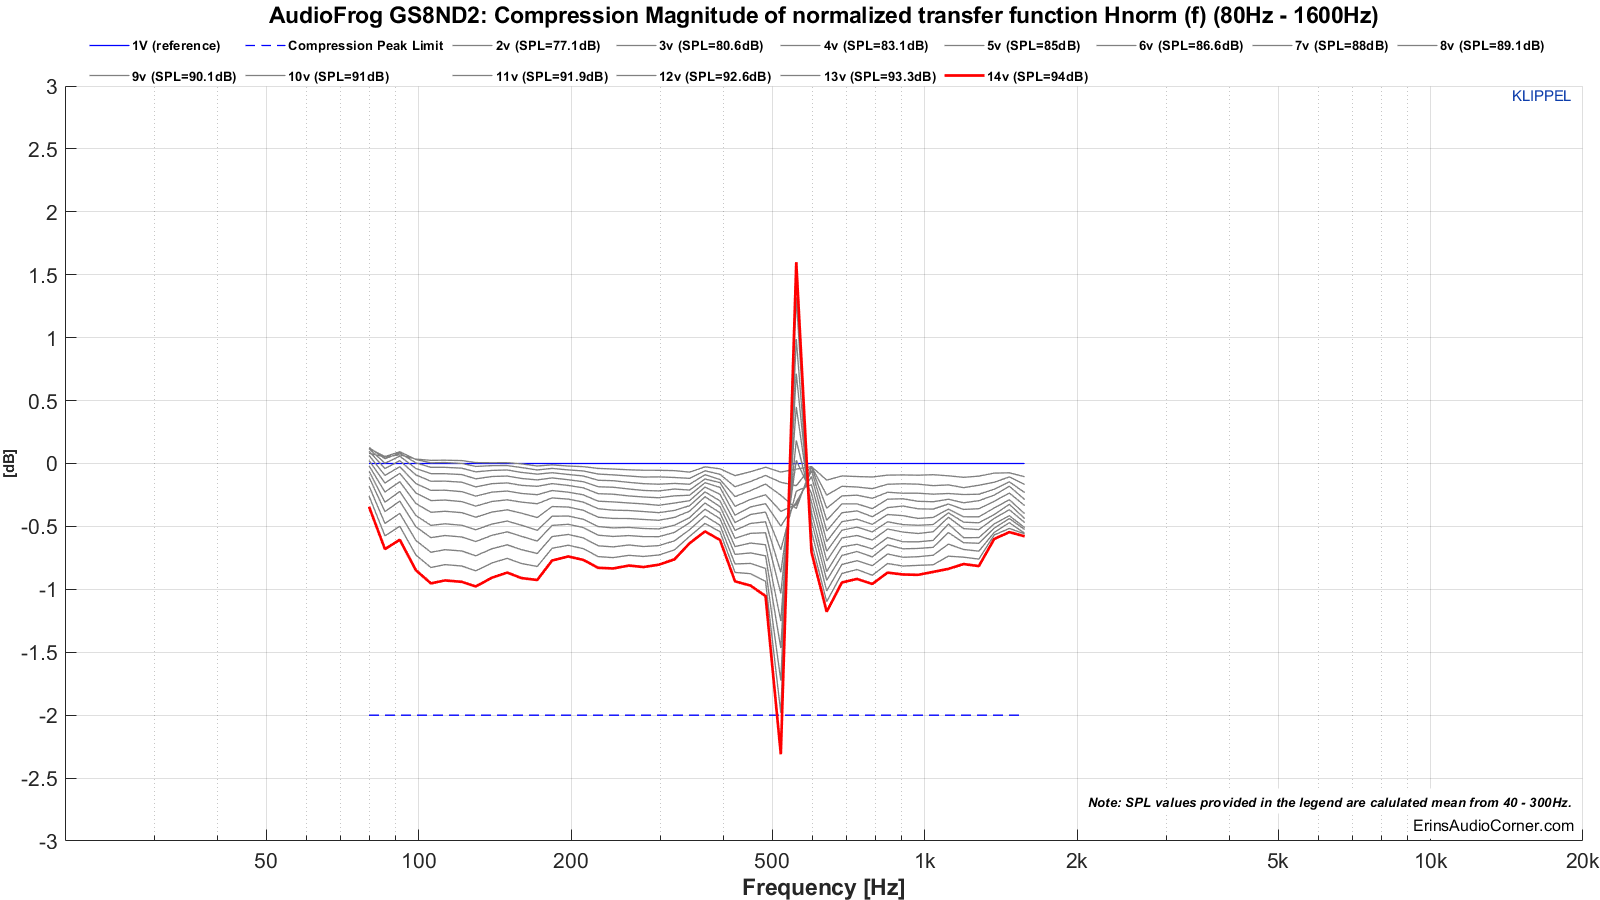 AudioFrog GS8ND2: Compression Magnitude of normalized transfer function Hnorm (f) (80Hz - 1600Hz)
1V (reference) Compression Peak Limit 2v (SPL=77.1dB) 3v (SPL=80.6dB) 4v (SPL=83.1dB) 5v (SPL=85dB) 6v (SPL=86.6dB) 7v (SPL=88dB) 8v (SPL=89.1dB)
9v (SPL=90.1dB) 10v (SPL=91dB) 11v (SPL=91.9dB) 12v (SPL=92.6dB) 13v (SPL=93.3dB) 14v (SPL=94dB)
KLIPPEL
3
2.5
2
1.5
1
0.5
0
-0.5
-1
-1.5
-2
-2.5
-3
[dB]
Note: SPL values provided in the legend are calulated mean from 40 - 300Hz.
ErinsAudioCorner.com
50 100 200 500 1k 2k 5k 10k 20k
Frequency [Hz]